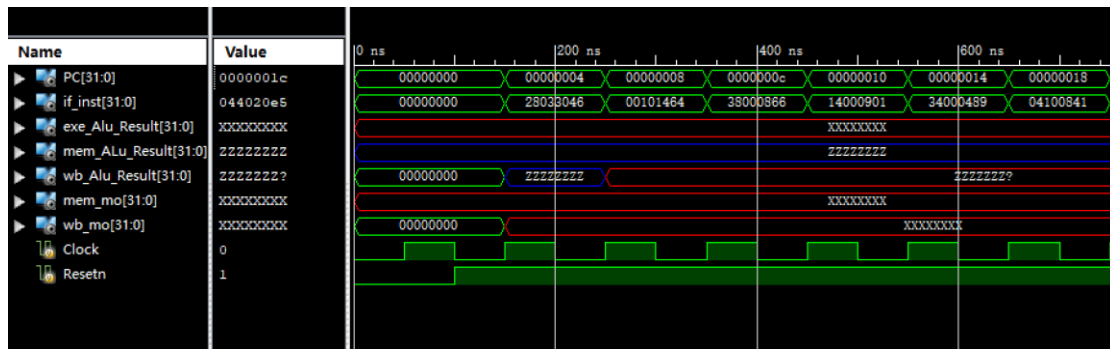 Name Value 0 ns 200 ns 400 ns 600 ns
PC[31:0] 0000001c 00000000 00000004 00000008 0000000c 00000010 00000014 00000018
if_inst[31:0] 044020e5 00000000 28033046 00101464 38000866 14000901 34000489 04100841
exe_Alu_Result[31:0] XXXXXXXX XXXXXXXX
mem_ALu_Result[31:0] ZZZZZZZZ ZZZZZZZZ
wb_Alu_Result[31:0] ZZZZZZZ? 00000000 ZZZZZZZZ ZZZZZZZ?
mem_mo[31:0] XXXXXXXX XXXXXXXX
wb_mo[31:0] XXXXXXXX 00000000 XXXXXXXX
Clock 0
Resetn 1